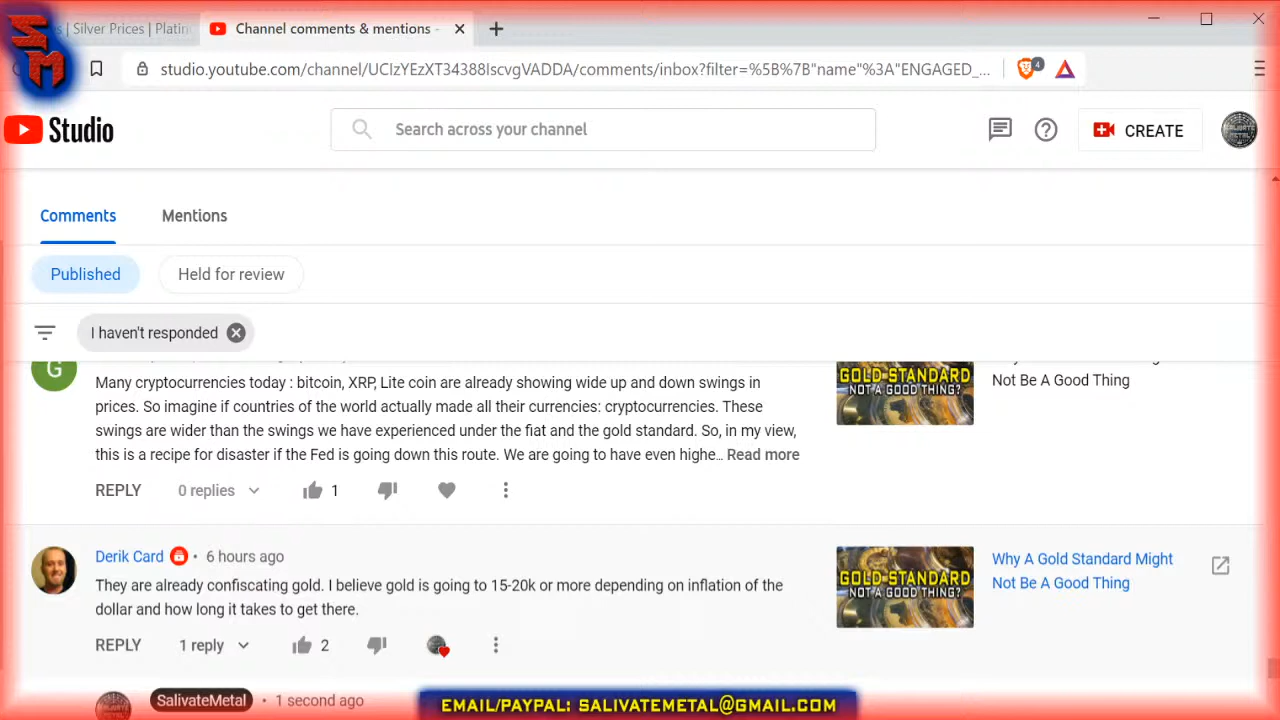 SM
s | Silver Prices | Platin
Channel comments & mentions -
studio.youtube.com/channel/UCIzYEzXT34388IscvgVADDA/comments/inbox?filter=%5B%7B"name"%3A"ENGAGED_...
4
Studio
Search across your channel
CREATE
Comments
Mentions
Published
Held for review
I haven't responded
G
Many cryptocurrencies today : bitcoin, XRP, Lite coin are already showing wide up and down swings in
prices. So imagine if countries of the world actually made all their currencies: cryptocurrencies. These
swings are wider than the swings we have experienced under the fiat and the gold standard. So, in my view,
this is a recipe for disaster if the Fed is going down this route. We are going to have even highe... Read more
REPLY 0 replies 1
GOLD STANDARD
NOT A GOOD THING?
Not Be A Good Thing
Derik Card • 6 hours ago
They are already confiscating gold. I believe gold is going to 15-20k or more depending on inflation of the
dollar and how long it takes to get there.
REPLY 1 reply 2
GOLD STANDARD
NOT A GOOD THING?
Why A Gold Standard Might
Not Be A Good Thing
SalivateMetal • 1 second ago
EMAIL/PAYPAL: SALIVATEMETAL@GMAIL.COM